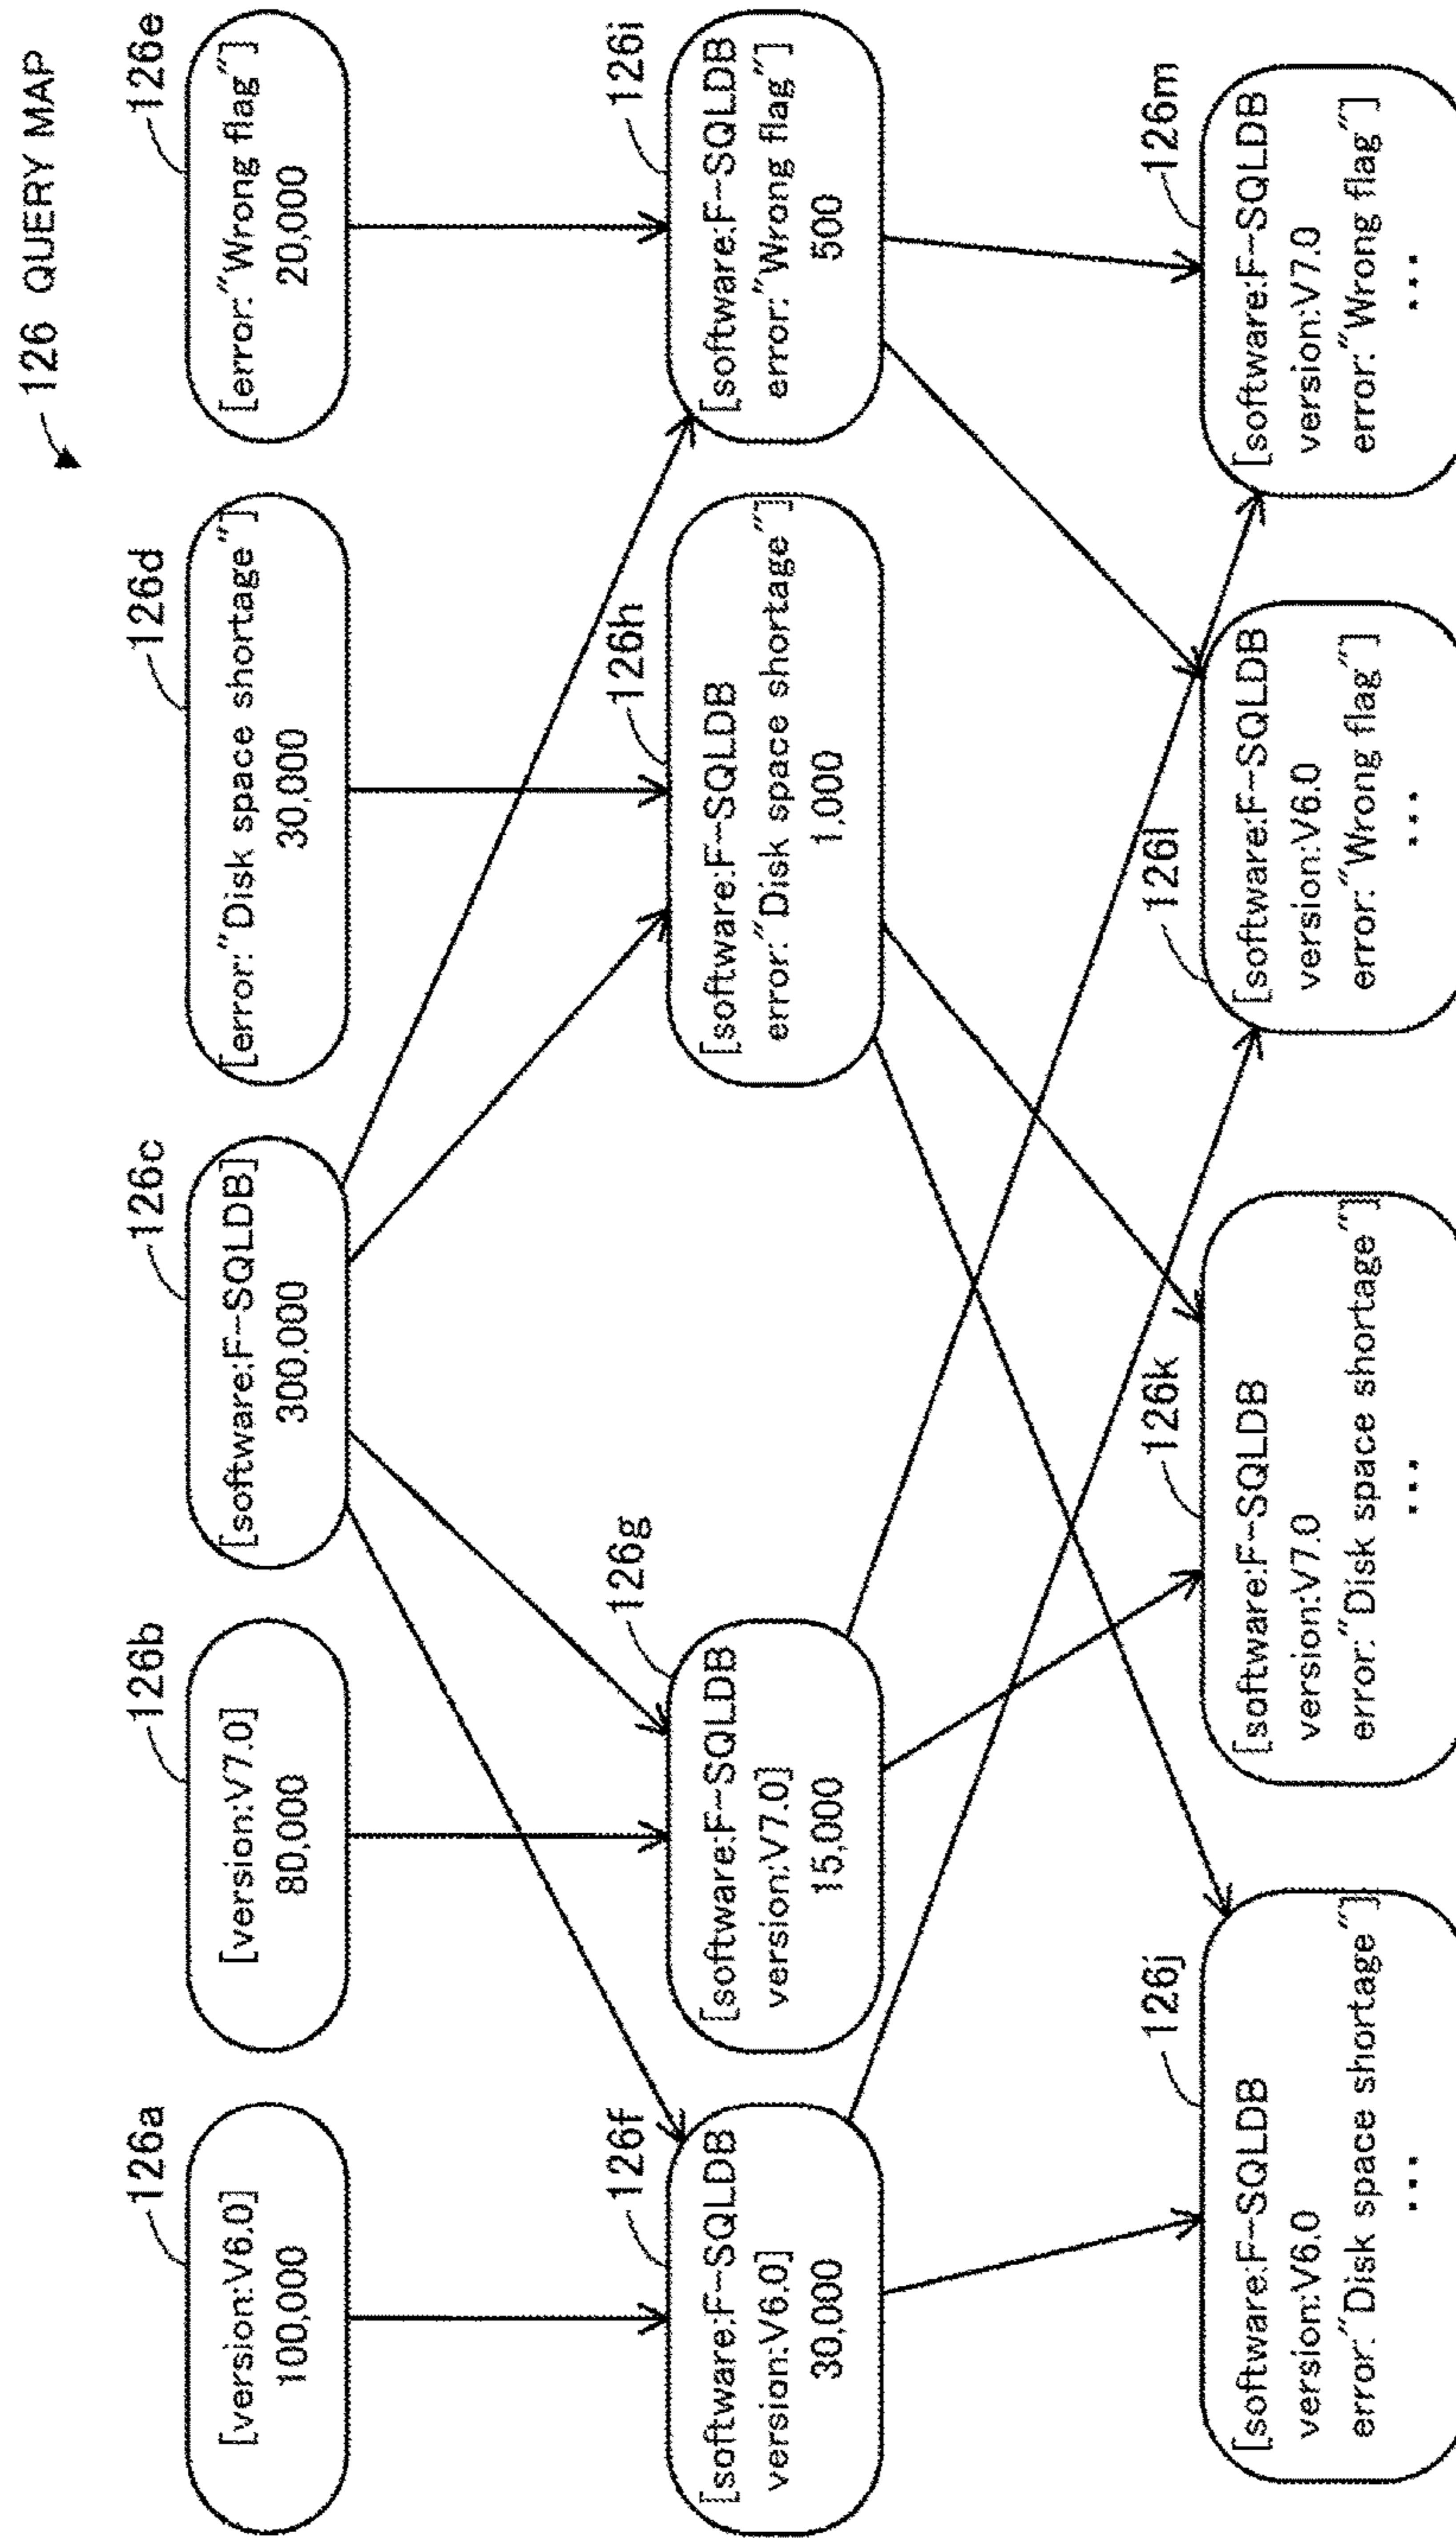 126 QUERY MAP
126a
[version:V6.0]
100,000
126b
[version:V7.0]
80,000
126c
[software:F-SQLDB]
300,000
126d
[error:"Disk space shortage"]
30,000
126e
[error:"Wrong flag"]
20,000
126f
[software:F-SQLDB
version:V6.0]
30,000
126g
[software:F-SQLDB
version:V7.0]
15,000
126h
[software:F-SQLDB
error:"Disk space shortage"]
1,000
126i
[software:F-SQLDB
error:"Wrong flag"]
500
126j
[software:F-SQLDB
version:V6.0
error:"Disk space shortage"]
...
126k
[software:F-SQLDB
version:V7.0
error:"Disk space shortage"]
...
126l
[software:F-SQLDB
version:V6.0
error:"Wrong flag"]
...
126m
[software:F-SQLDB
version:V7.0
error:"Wrong flag"]
...